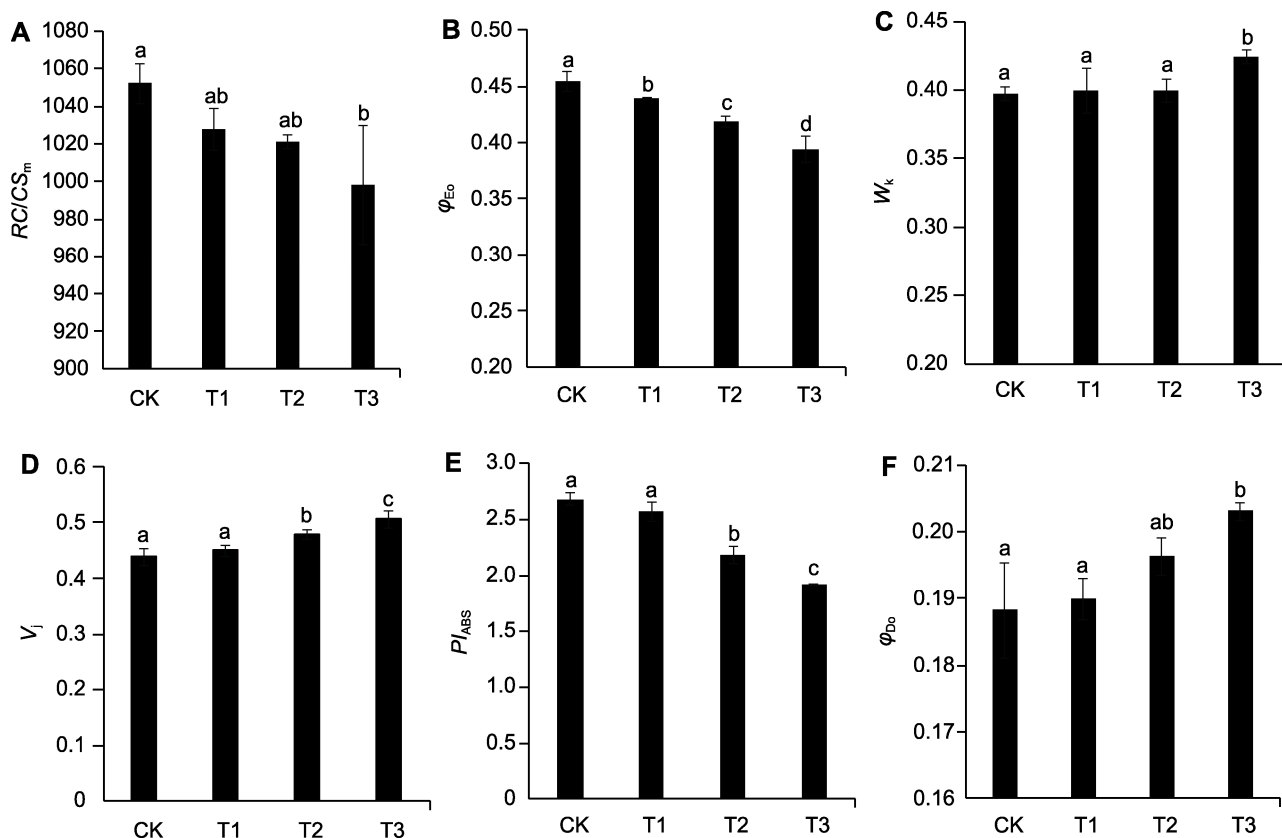 A
RC/CSm
1080
1060
1040
1020
1000
980
960
940
920
900
a
ab
ab
b
CK T1 T2 T3
B
φEo
0.50
0.45
0.40
0.35
0.30
0.25
0.20
a
b
c
d
CK T1 T2 T3
C
Wk
0.45
0.40
0.35
0.30
0.25
0.20
a
a
a
b
CK T1 T2 T3
D
Vj
0.6
0.5
0.4
0.3
0.2
0.1
0
a
a
b
c
CK T1 T2 T3
E
PIABS
3.0
2.5
2.0
1.5
1.0
0.5
0
a
a
b
c
CK T1 T2 T3
F
φDo
0.21
0.20
0.19
0.18
0.17
0.16
a
a
ab
b
CK T1 T2 T3